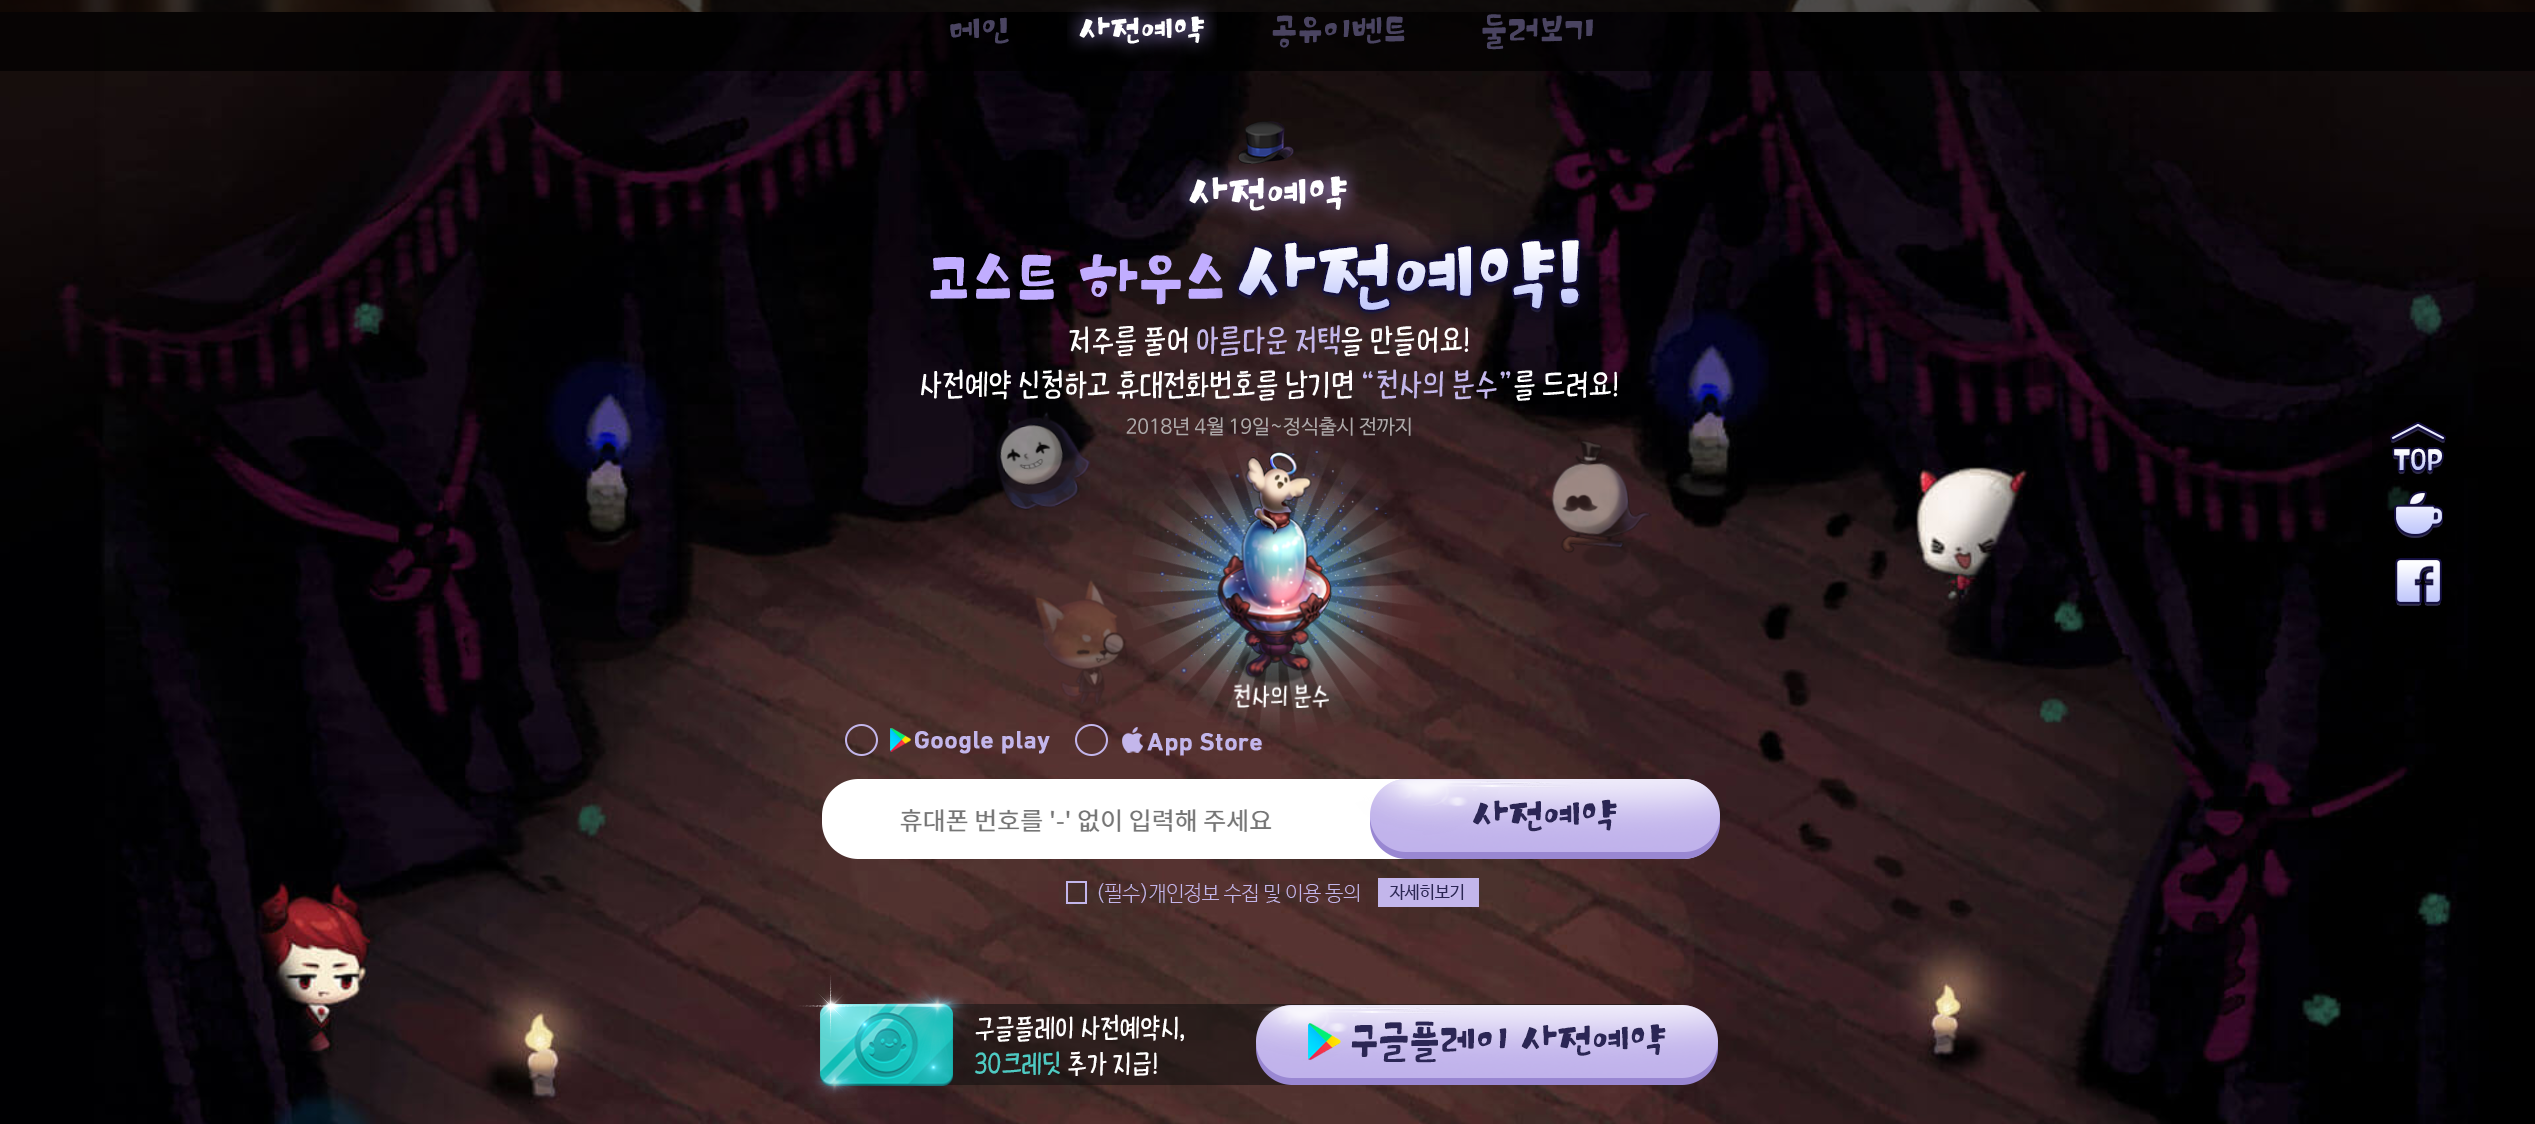 메인 사전예약 공유이벤트 둘러보기
사전예약
고스트 하우스 사전예약!
저주를 풀어 아름다운 저택을 만들어요!
사전예약 신청하고 휴대전화번호를 남기면 “천사의 분수”를 드려요!
2018년 4월 19일~정식출시 전까지
TOP
천사의 분수
Google play App Store
휴대폰 번호를 '-' 없이 입력해 주세요 사전예약
(필수)개인정보 수집 및 이용 동의 자세히보기
구글플레이 사전예약시,
30크레딧 추가 지급!
구글플레이 사전예약